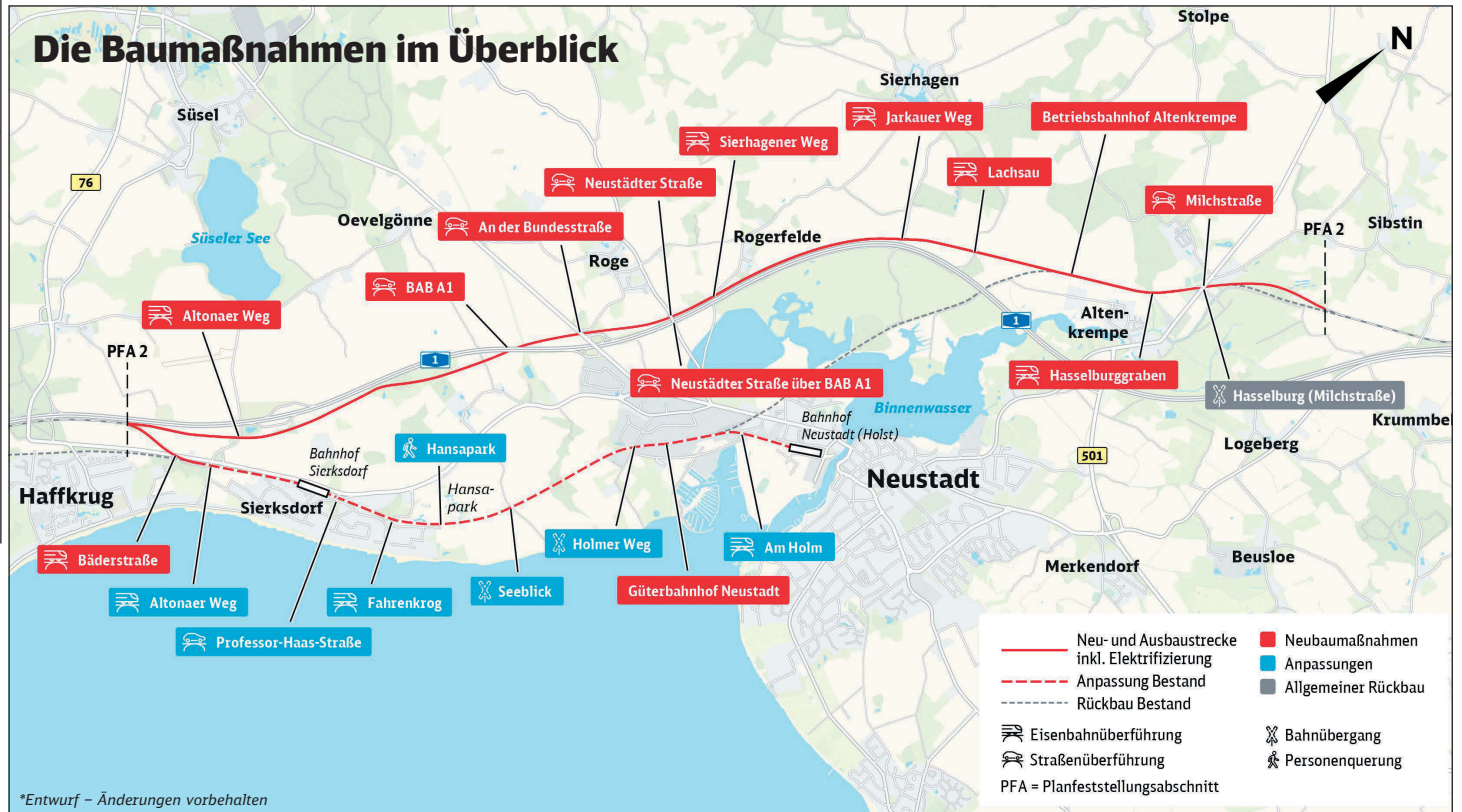 Die Baumaßnahmen im Überblick
Stolpe
N
Sierhagen
Süsel
Jarkauer Weg
Betriebsbahnhof Altenkrempe
Sierhagener Weg
76
Neustädter Straße
Lachsau
Milchstraße
Oevelgönne
An der Bundesstraße
Rogerfelde
PFA 2
Sibstin
Süseler See
Roge
BAB A1
Altonaer Weg
Alten-
krempe
1
PFA 2
1
Neustädter Straße über BAB A1
Hasselburggraben
Hasselburg (Milchstraße)
Binnenwasser
Krummbe
Bahnhof
Neustadt (Holst)
Logeberg
Bahnhof
Sierksdorf
Hansapark
501
Haffkrug
Hansa-
park
Neustadt
Sierksdorf
Bäderstraße
Holmer Weg
Am Holm
Merkendorf
Beusloe
Altonaer Weg
Fahrenkrog
Seeblick
Güterbahnhof Neustadt
Professor-Haas-Straße
Neu- und Ausbaustrecke
inkl. Elektrifizierung
Anpassung Bestand
Rückbau Bestand
Neubaumaßnahmen
Anpassungen
Allgemeiner Rückbau
Eisenbahnüberführung
Straßenüberführung
Bahnübergang
Personenquerung
PFA = Planfeststellungsabschnitt
*Entwurf – Änderungen vorbehalten